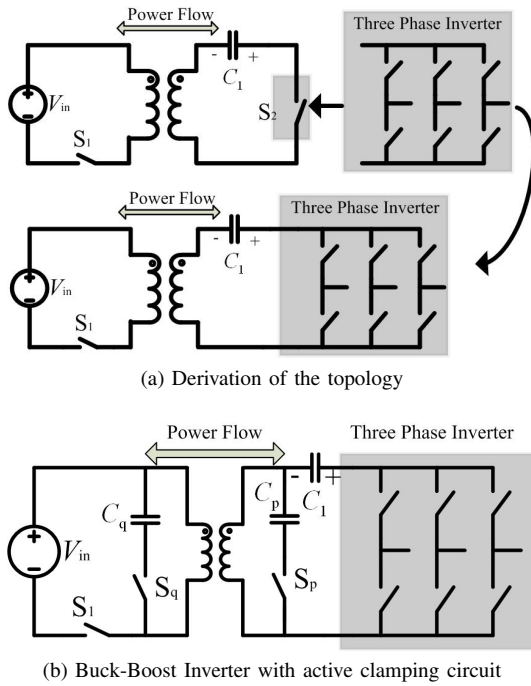 Power Flow
Three Phase Inverter
- C1 +
Vin
S1
S2
Power Flow
Three Phase Inverter
- C1 +
Vin
S1
(a) Derivation of the topology
Power Flow
Three Phase Inverter
Cq
Cp
- C1 +
Vin
Sq
Sp
S1
(b) Buck-Boost Inverter with active clamping circuit